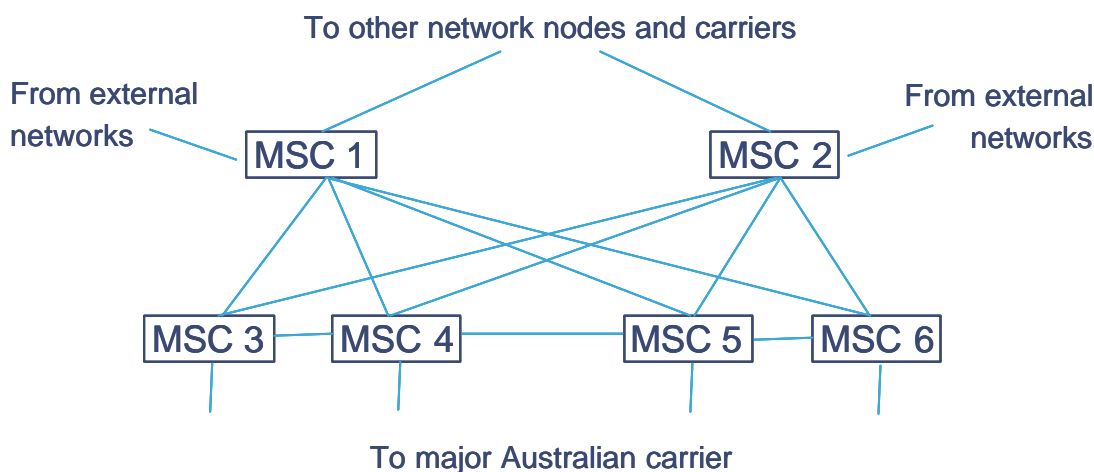 To other network nodes and carriers
From external
networks
From external
networks
MSC 1
MSC 2
MSC 3
MSC 4
MSC 5
MSC 6
To major Australian carrier